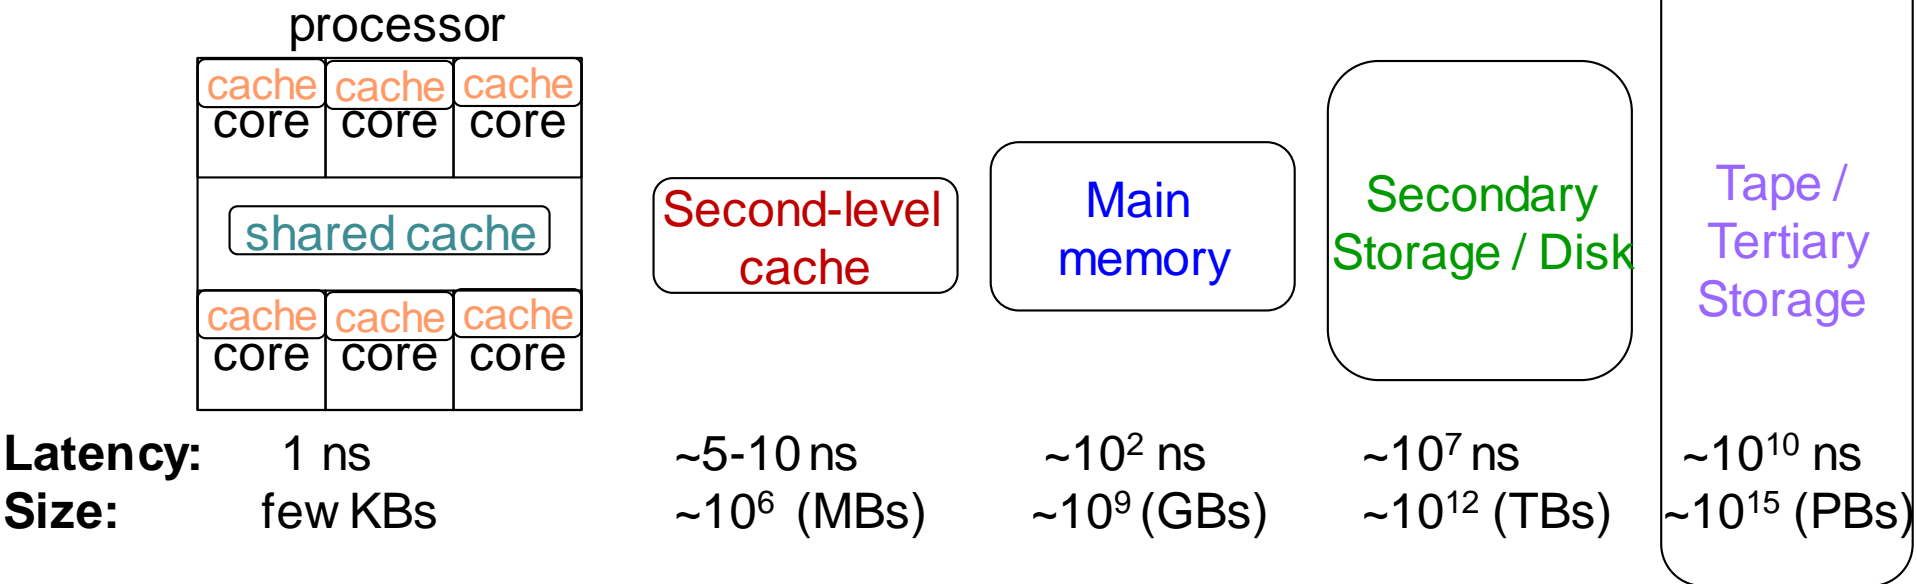 processor
cache cache cache
core core core
shared cache
cache cache cache
core core core
Second-level
cache
Main
memory
Secondary
Storage / Disk
Tape /
Tertiary
Storage
Latency: 1 ns ~5-10 ns ~10² ns ~10⁷ ns ~10¹⁰ ns
Size: few KBs ~10⁶ (MBs) ~10⁹ (GBs) ~10¹² (TBs) ~10¹⁵ (PBs)